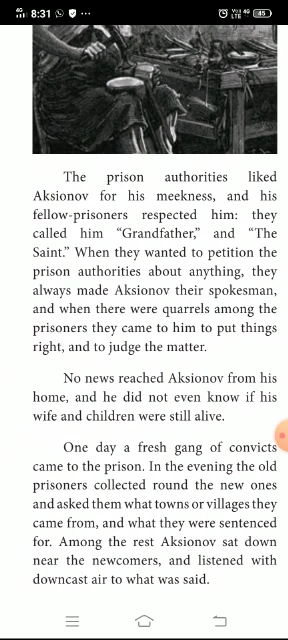 4G 8:31 Vo)) 4G LTE 45
The prison authorities liked
Aksionov for his meekness, and his
fellow-prisoners respected him: they
called him “Grandfather,” and “The
Saint.” When they wanted to petition the
prison authorities about anything, they
always made Aksionov their spokesman,
and when there were quarrels among the
prisoners they came to him to put things
right, and to judge the matter.
No news reached Aksionov from his
home, and he did not even know if his
wife and children were still alive.
One day a fresh gang of convicts
came to the prison. In the evening the old
prisoners collected round the new ones
and asked them what towns or villages they
came from, and what they were sentenced
for. Among the rest Aksionov sat down
near the newcomers, and listened with
downcast air to what was said.